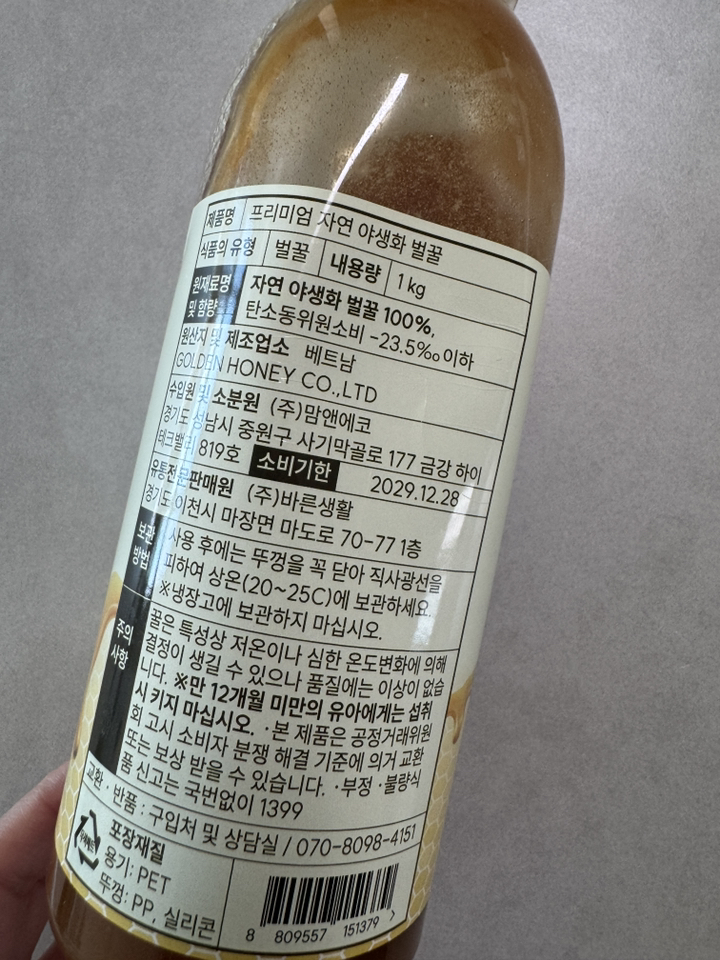 제품명 프리미엄 자연 야생화 벌꿀
식품의 유형 벌꿀 내용량 1 kg
원재료명 및 함량 자연 야생화 벌꿀 100%,
탄소동위원소비 -23.5‰이하
원산지 및 제조업소 베트남
GOLDEN HONEY CO.,LTD
수입원 및 소분원 (주)맘앤에코
경기도 성남시 중원구 사기막골로 177 금강 하이
테크밸리 819호 소비기한 2029.12.28
유통전문판매원 (주)바른생활
경기도 이천시 마장면 마도로 70-77 1층
보관
방법
사용 후에는 뚜껑을 꼭 닫아 직사광선을
피하여 상온(20~25C)에 보관하세요.
※냉장고에 보관하지 마십시오.
주의
사항
꿀은 특성상 저온이나 심한 온도변화에 의해
결정이 생길 수 있으나 품질에는 이상이 없습
니다. ※만 12개월 미만의 유아에게는 섭취
시 키지 마십시오. ·본 제품은 공정거래위원
회 고시 소비자 분쟁 해결 기준에 의거 교환
또는 보상 받을 수 있습니다. ·부정 ·불량식
품 신고는 국번없이 1399
교환 · 반품 : 구입처 및 상담실 / 070-8098-4151
포장재질
용기: PET
뚜껑: PP, 실리콘
8 809557 151379 >